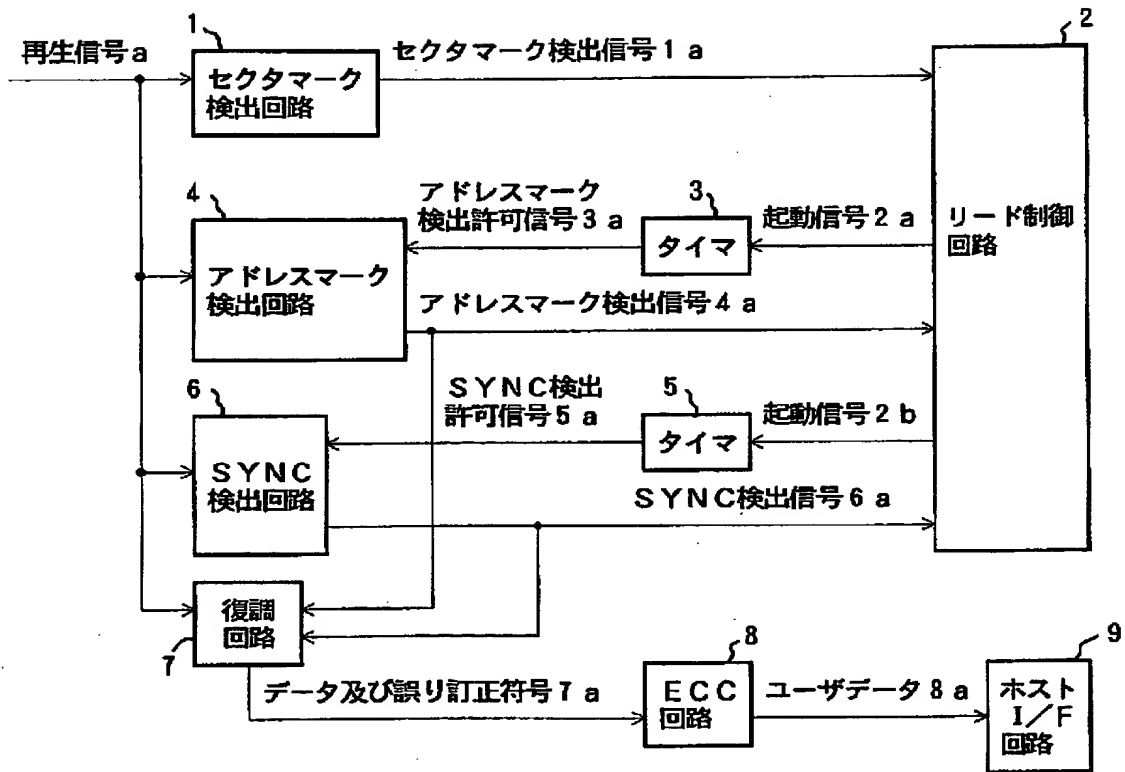 1
2
再生信号a
セクタマーク検出信号1a
セクタマーク
検出回路
4
アドレスマーク
検出許可信号3a
3
起動信号2a
リード制御
回路
タイマ
アドレスマーク
検出回路
アドレスマーク検出信号4a
6
SYNC検出
許可信号5a
5
起動信号2b
タイマ
SYNC
検出回路
SYNC検出信号6a
復調
回路
7
8
9
データ及び誤り訂正符号7a
ECC
回路
ユーザデータ8a
ホスト
I/F
回路